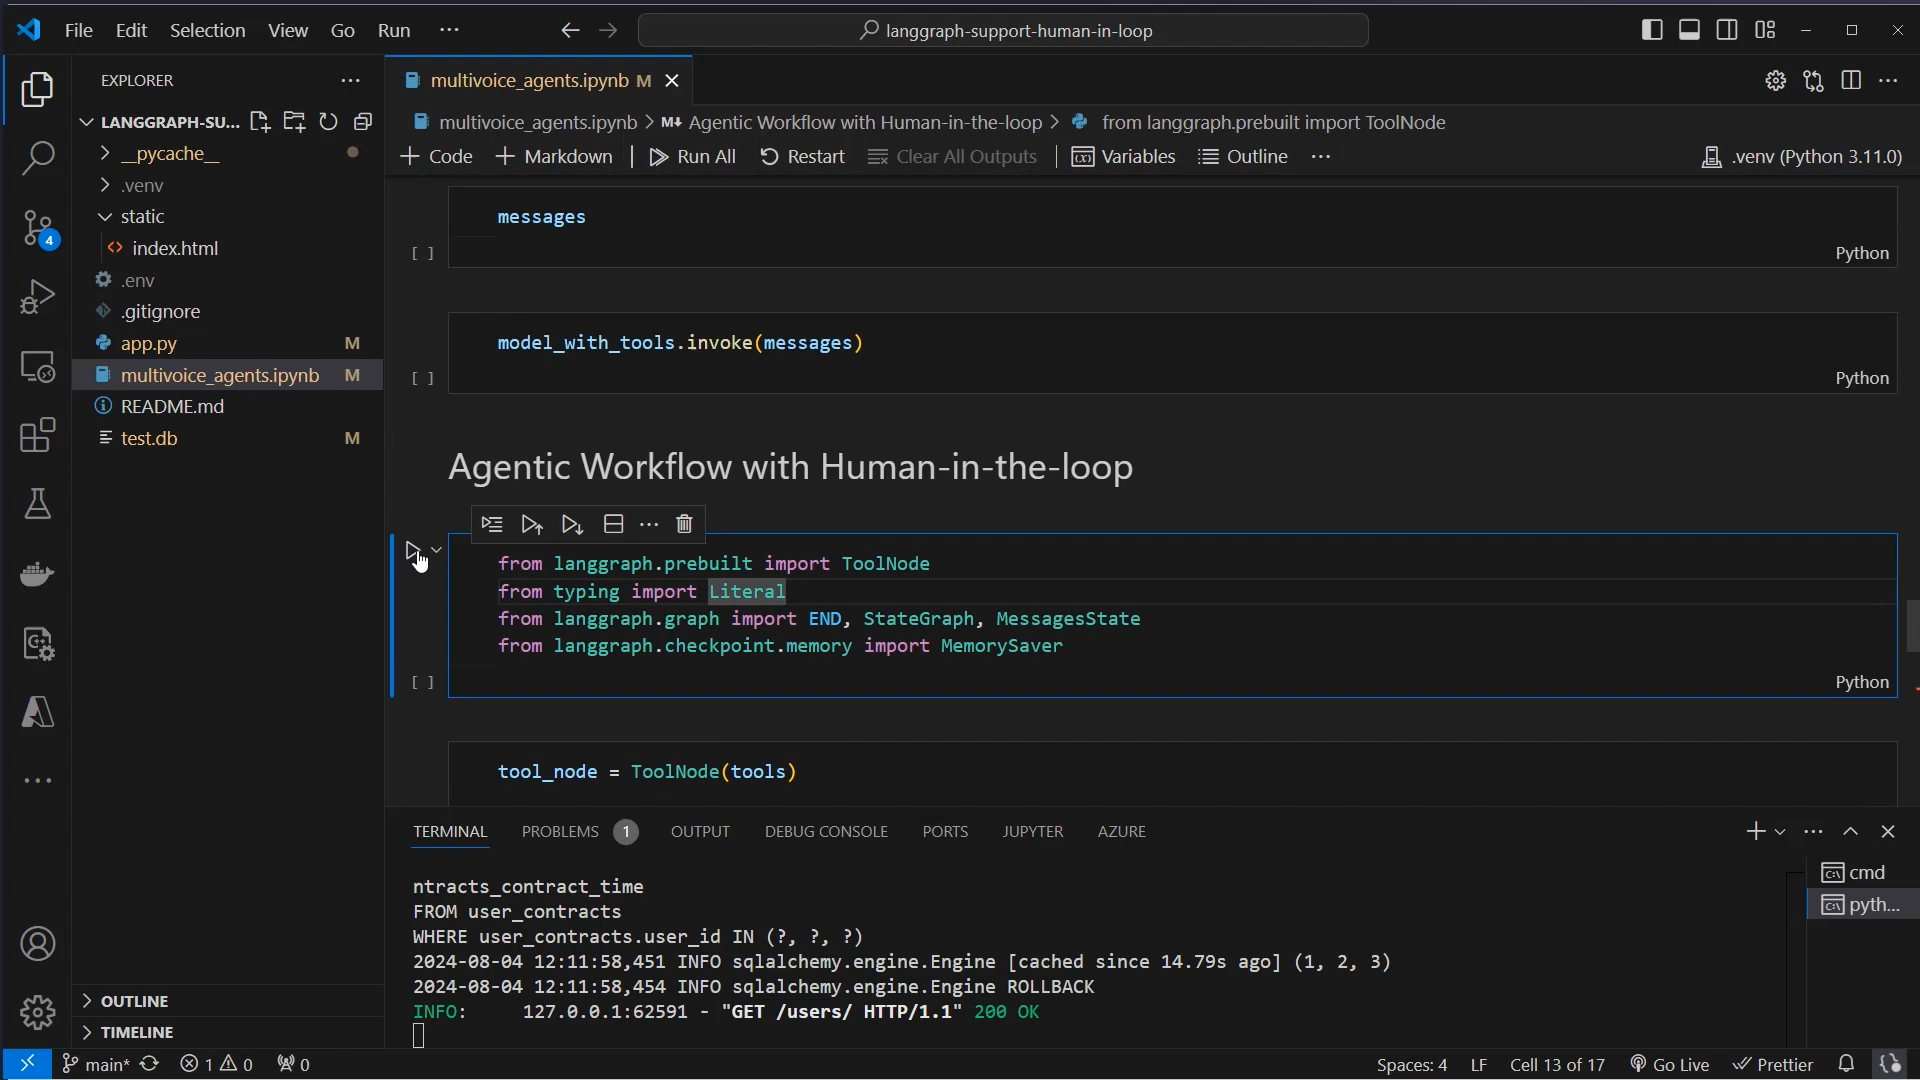 File Edit Selection View Go Run ···
langgraph-support-human-in-loop
EXPLORER
LANGGRAPH-SU...
__pycache__
.venv
static
index.html
.env
.gitignore
app.py M
multivoice_agents.ipynb M
README.md
test.db M
OUTLINE
TIMELINE
multivoice_agents.ipynb M
multivoice_agents.ipynb > Agentic Workflow with Human-in-the-loop > from langgraph.prebuilt import ToolNode
+ Code + Markdown Run All Restart Clear All Outputs Variables Outline ···
.venv (Python 3.11.0)
messages
[ ] Python
model_with_tools.invoke(messages)
[ ] Python
Agentic Workflow with Human-in-the-loop
from langgraph.prebuilt import ToolNode
from typing import Literal
from langgraph.graph import END, StateGraph, MessagesState
from langgraph.checkpoint.memory import MemorySaver
[ ] Python
tool_node = ToolNode(tools)
TERMINAL PROBLEMS 1 OUTPUT DEBUG CONSOLE PORTS JUPYTER AZURE
ntracts_contract_time
FROM user_contracts
WHERE user_contracts.user_id IN (?, ?, ?)
2024-08-04 12:11:58,451 INFO sqlalchemy.engine.Engine [cached since 14.79s ago] (1, 2, 3)
2024-08-04 12:11:58,454 INFO sqlalchemy.engine.Engine ROLLBACK
INFO: 127.0.0.1:62591 - "GET /users/ HTTP/1.1" 200 OK
cmd
pyth...
4
main* 1 0 0
Spaces: 4 LF Cell 13 of 17 Go Live Prettier